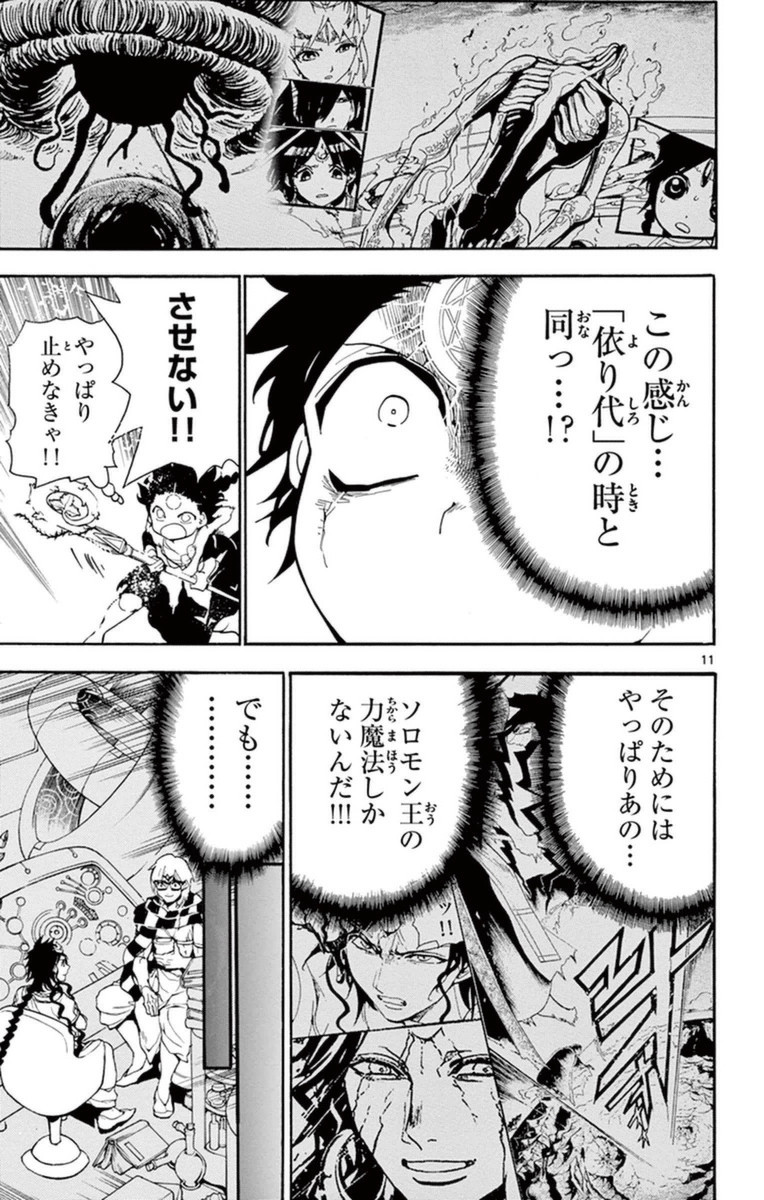 この感じ…
「依り代」の時と
同っ…!?
させない!!
やっぱり
止めなきゃ!!
11
そのためには
やっぱりあの…
ソロモン王の
力魔法しか
ないんだ!!!
でも……
…………